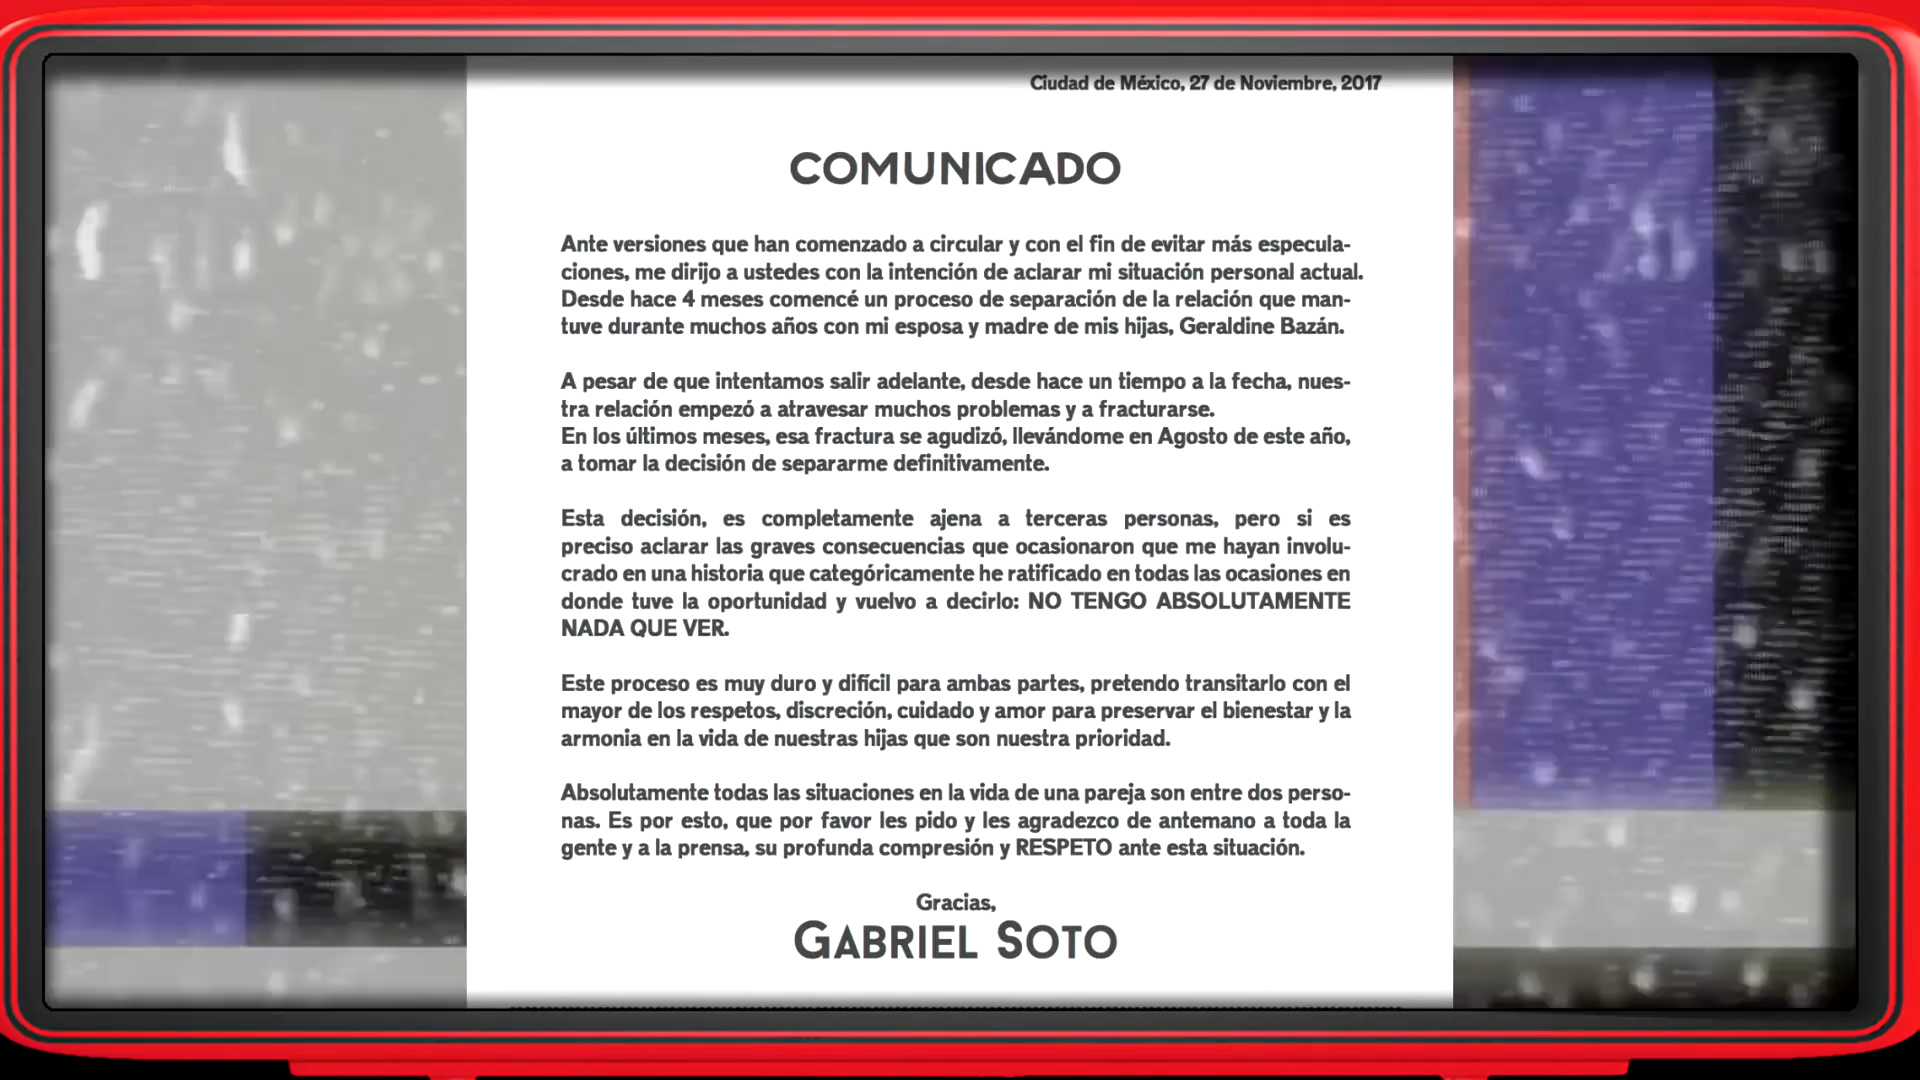 Ciudad de México, 27 de Noviembre, 2017
COMUNICADO
Ante versiones que han comenzado a circular y con el fin de evitar más especula-
ciones, me dirijo a ustedes con la intención de aclarar mi situación personal actual.
Desde hace 4 meses comencé un proceso de separación de la relación que man-
tuve durante muchos años con mi esposa y madre de mis hijas, Geraldine Bazán.
A pesar de que intentamos salir adelante, desde hace un tiempo a la fecha, nues-
tra relación empezó a atravesar muchos problemas y a fracturarse.
En los últimos meses, esa fractura se agudizó, llevándome en Agosto de este año,
a tomar la decisión de separarme definitivamente.
Esta decisión, es completamente ajena a terceras personas, pero si es
preciso aclarar las graves consecuencias que ocasionaron que me hayan involu-
crado en una historia que categóricamente he ratificado en todas las ocasiones en
donde tuve la oportunidad y vuelvo a decirlo: NO TENGO ABSOLUTAMENTE
NADA QUE VER.
Este proceso es muy duro y difícil para ambas partes, pretendo transitarlo con el
mayor de los respetos, discreción, cuidado y amor para preservar el bienestar y la
armonia en la vida de nuestras hijas que son nuestra prioridad.
Absolutamente todas las situaciones en la vida de una pareja son entre dos perso-
nas. Es por esto, que por favor les pido y les agradezco de antemano a toda la
gente y a la prensa, su profunda compresión y RESPETO ante esta situación.
Gracias,
GABRIEL SOTO